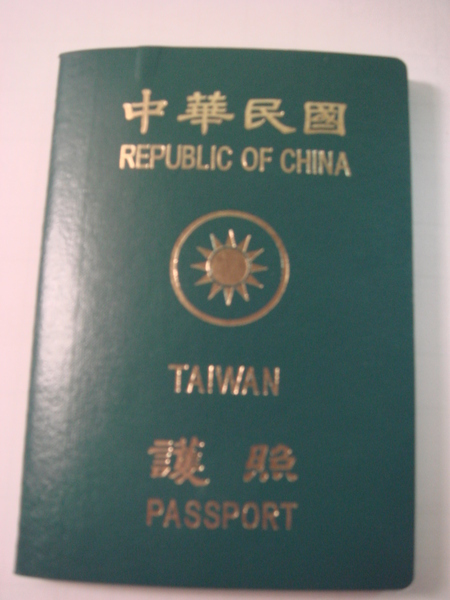 中華民國
REPUBLIC OF CHINA
TAIWAN
護照
PASSPORT